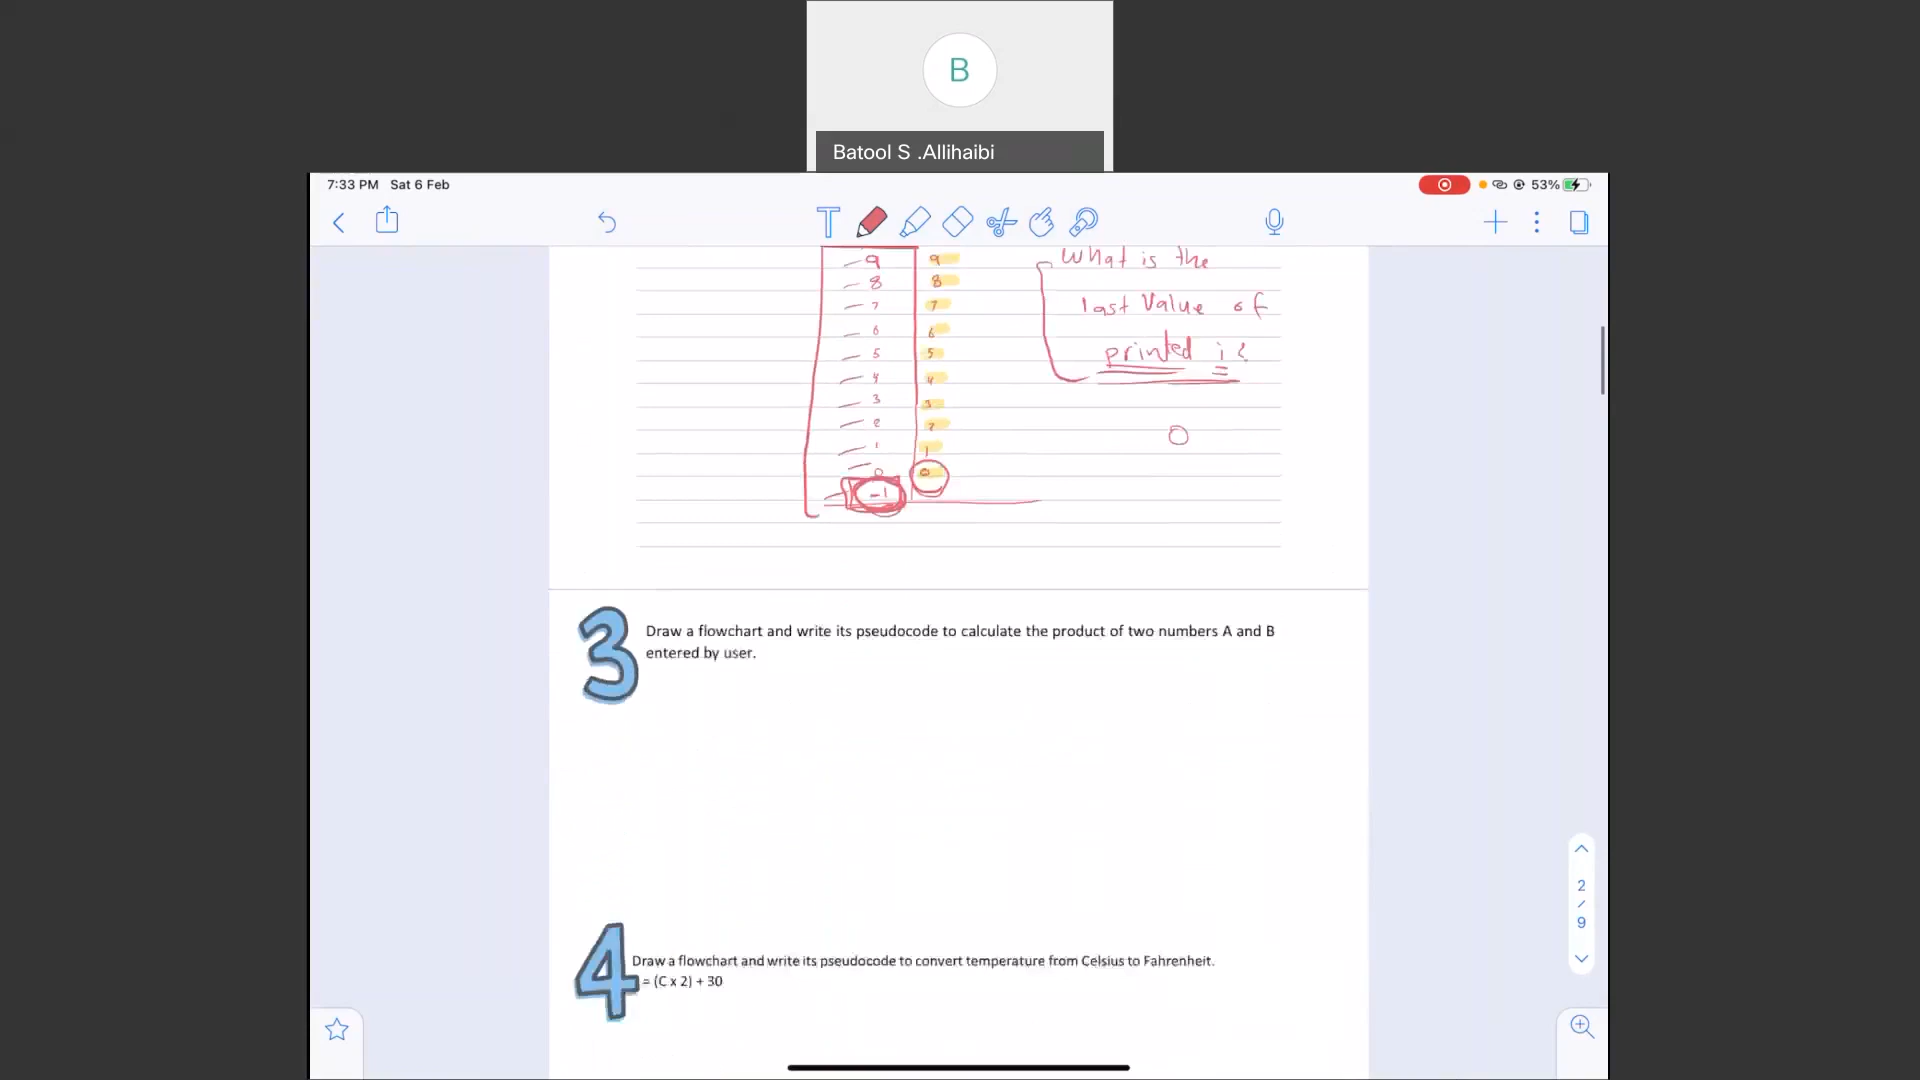 B
Batool S .Allihaibi
7:33 PM Sat 6 Feb
53%
T
9 9
8 8
7 7
6 6
5 5
4 4
3 3
2 2
1 1
0 0
-1
What is the
last Value of
printed i?
0
3
Draw a flowchart and write its pseudocode to calculate the product of two numbers A and B
entered by user.
4
Draw a flowchart and write its pseudocode to convert temperature from Celsius to Fahrenheit.
= (C x 2) + 30
2
/
9